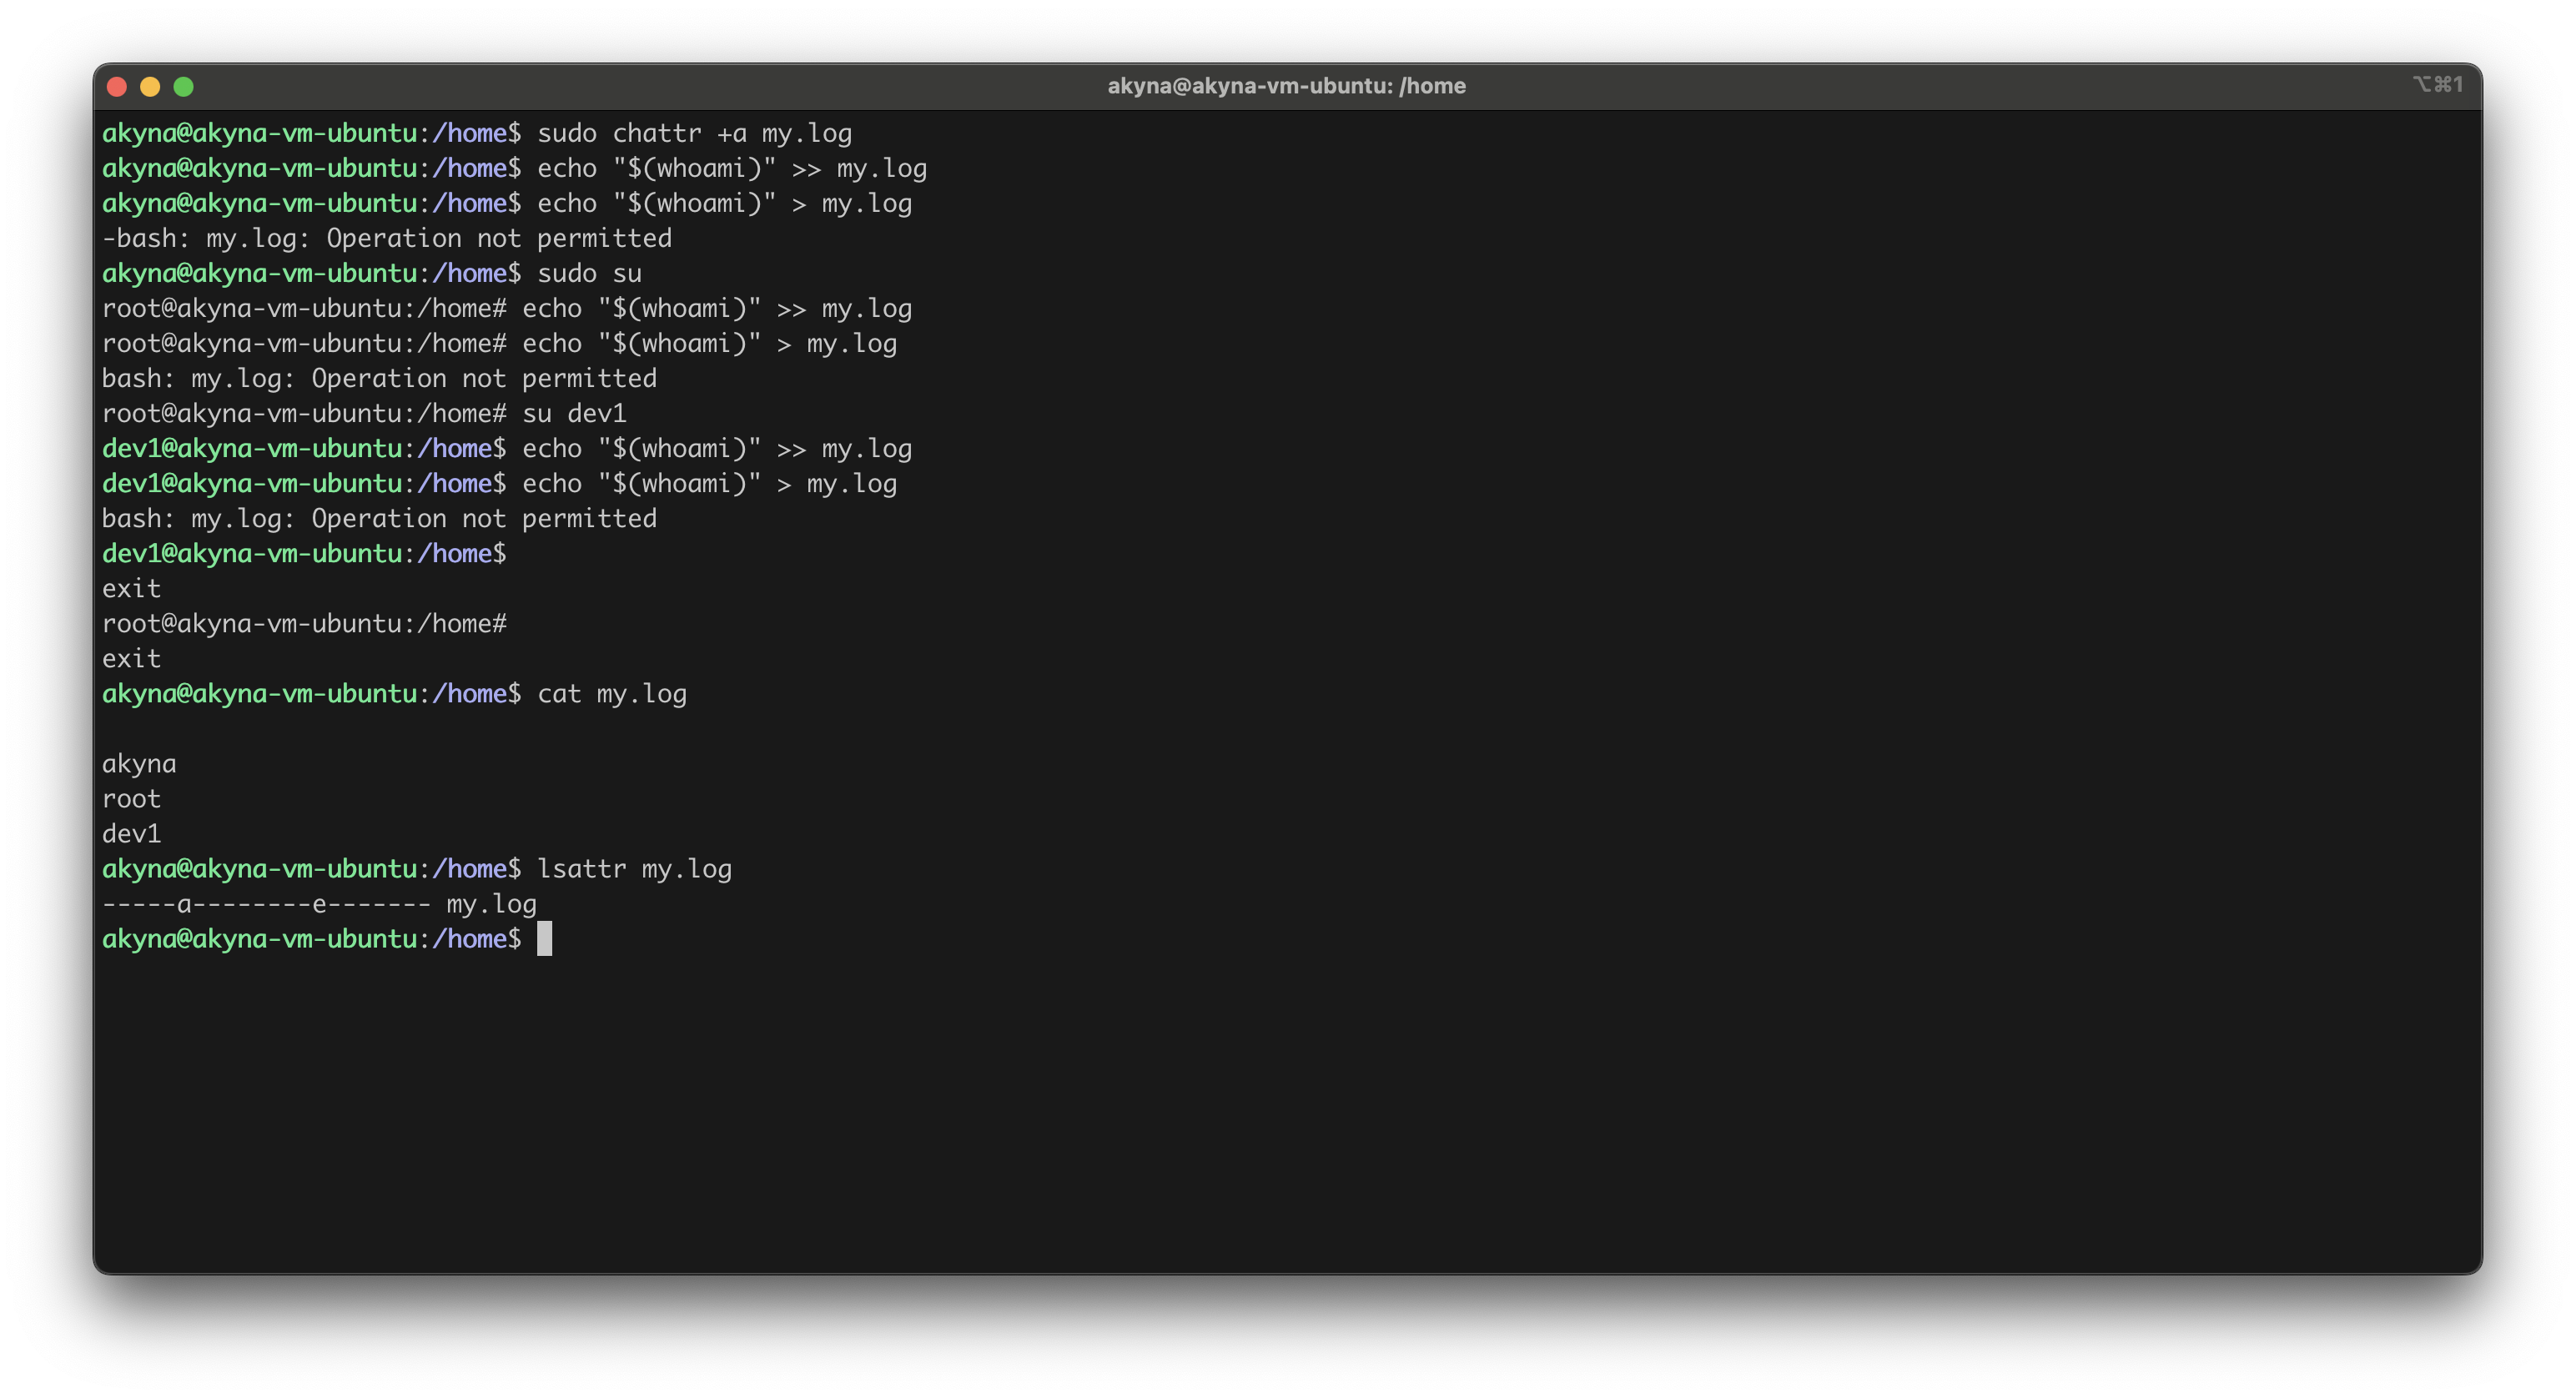 akyna@akyna-vm-ubuntu: /home
⌥⌘1
akyna@akyna-vm-ubuntu:/home$ sudo chattr +a my.log
akyna@akyna-vm-ubuntu:/home$ echo "$(whoami)" >> my.log
akyna@akyna-vm-ubuntu:/home$ echo "$(whoami)" > my.log
-bash: my.log: Operation not permitted
akyna@akyna-vm-ubuntu:/home$ sudo su
root@akyna-vm-ubuntu:/home# echo "$(whoami)" >> my.log
root@akyna-vm-ubuntu:/home# echo "$(whoami)" > my.log
bash: my.log: Operation not permitted
root@akyna-vm-ubuntu:/home# su dev1
dev1@akyna-vm-ubuntu:/home$ echo "$(whoami)" >> my.log
dev1@akyna-vm-ubuntu:/home$ echo "$(whoami)" > my.log
bash: my.log: Operation not permitted
dev1@akyna-vm-ubuntu:/home$
exit
root@akyna-vm-ubuntu:/home#
exit
akyna@akyna-vm-ubuntu:/home$ cat my.log

akyna
root
dev1
akyna@akyna-vm-ubuntu:/home$ lsattr my.log
-----a--------e------- my.log
akyna@akyna-vm-ubuntu:/home$